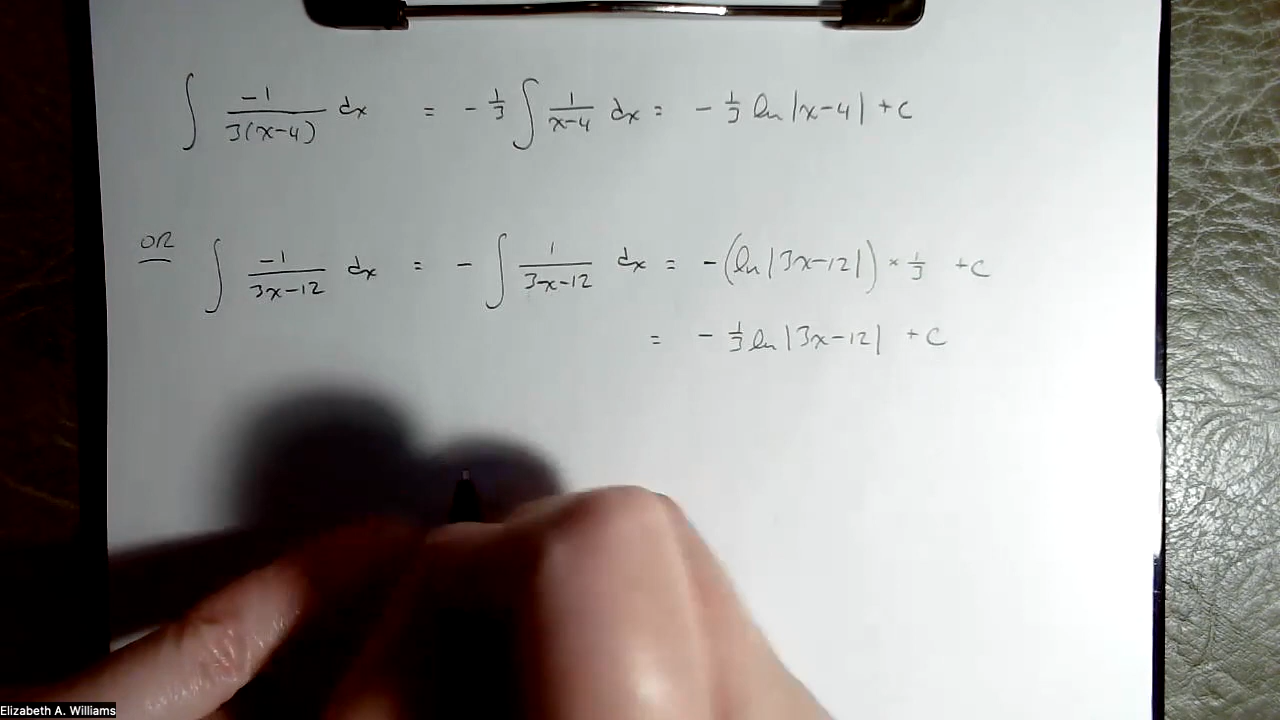 ∫ -1/3(x-4) dx = - 1/3 ∫ 1/x-4 dx = - 1/3 ln |x-4| + C
OR ∫ -1/3x-12 dx = - ∫ 1/3x-12 dx = -(ln |3x-12|) * 1/3 + C
= - 1/3 ln |3x-12| + C
Elizabeth A. Williams